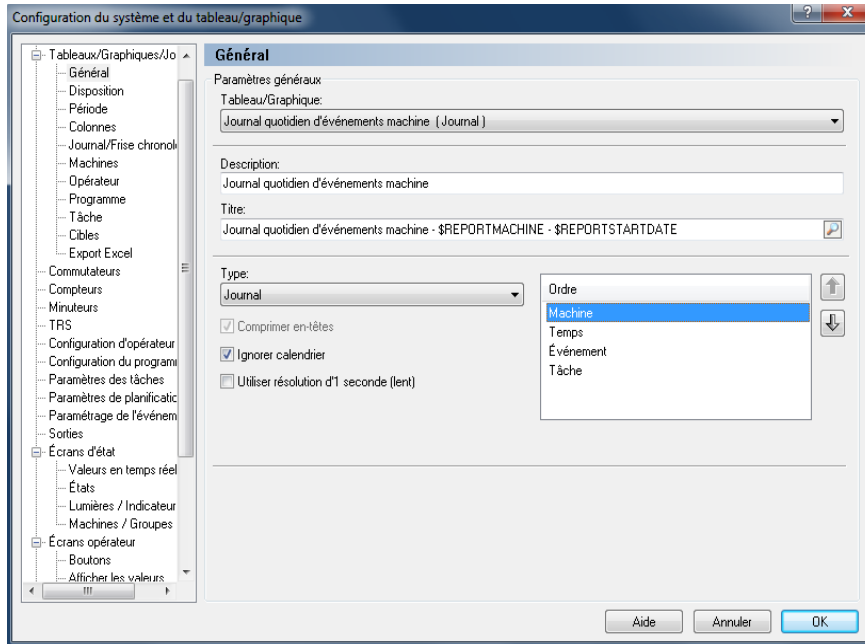 Configuration du système et du tableau/graphique
Tableaux/Graphiques/Jo
Général
Disposition
Période
Colonnes
Journal/Frise chronol
Machines
Opérateur
Programme
Tâche
Cibles
Export Excel
Commutateurs
Compteurs
Minuteurs
TRS
Configuration d'opérateur
Configuration du programm
Paramètres des tâches
Paramètres de planificatic
Paramétrage de l'événem
Sorties
Écrans d'état
Valeurs en temps réel
États
Lumières / Indicateur
Machines / Groupes
Écrans opérateur
Boutons
Afficher les valeurs
Général
Paramètres généraux
Tableau/Graphique:
Journal quotidien d'événements machine ( Journal )
Description:
Journal quotidien d'événements machine
Titre:
Journal quotidien d'événements machine - $REPORTMACHINE - $REPORTSTARTDATE
Type:
Journal
Comprimer en-têtes
Ignorer calendrier
Utiliser résolution d'1 seconde (lent)
Ordre
Machine
Temps
Événement
Tâche
Aide
Annuler
OK